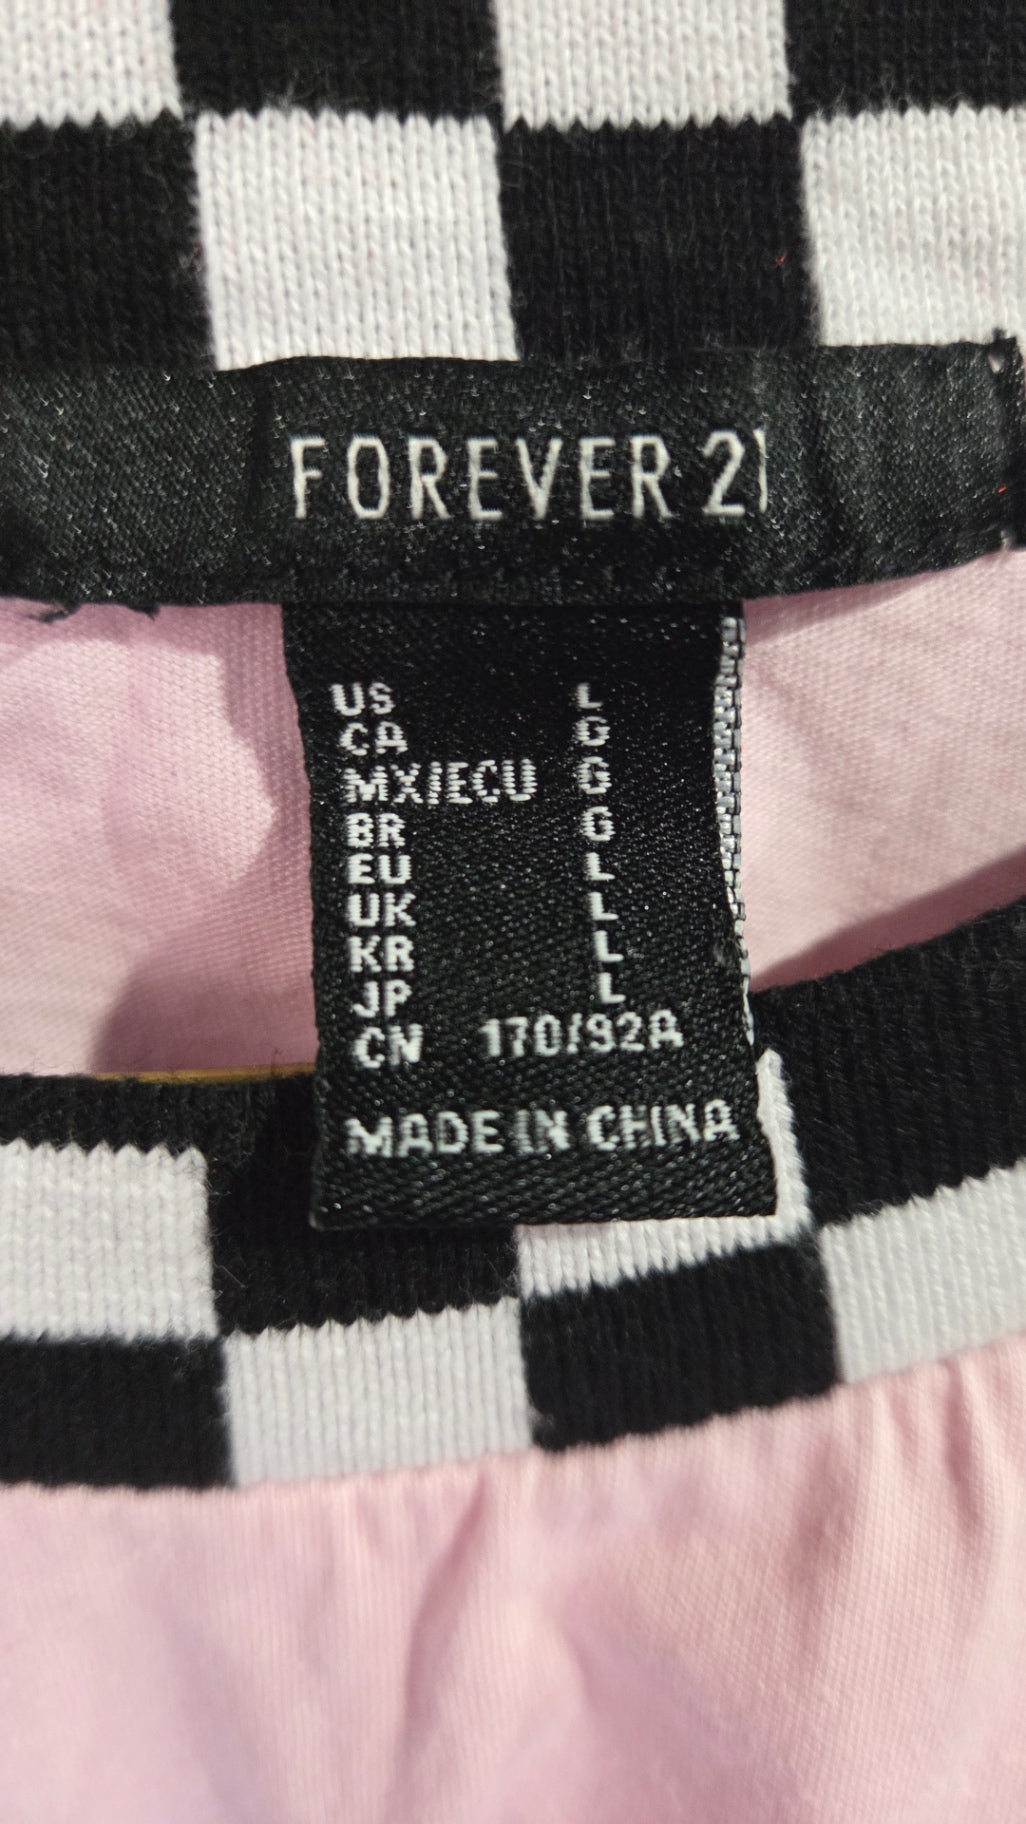 FOREVER 21
US L
CA G
MX/ECU G
BR G
EU L
UK L
KR L
JP L
CN 170/92A
MADE IN CHINA